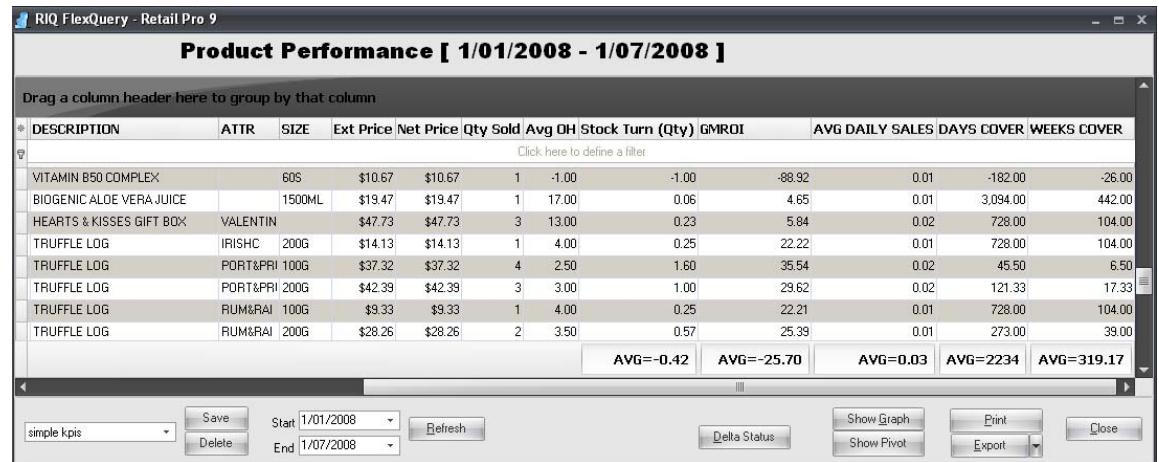 RIQ FlexQuery - Retail Pro 9
Product Performance [ 1/01/2008 - 1/07/2008 ]
Drag a column header here to group by that column
DESCRIPTION ATTR SIZE Ext Price Net Price Qty Sold Avg OH Stock Turn (Qty) GMROI AVG DAILY SALES DAYS COVER WEEKS COVER
Click here to define a filter
VITAMIN B50 COMPLEX 60S $10.67 $10.67 1 -1.00 -1.00 -88.92 0.01 -182.00 -26.00
BIOGENIC ALOE VERA JUICE 1500ML $19.47 $19.47 1 17.00 0.06 4.65 0.01 3,094.00 442.00
HEARTS & KISSES GIFT BOX VALENTIN $47.73 $47.73 3 13.00 0.23 5.84 0.02 728.00 104.00
TRUFFLE LOG IRISHC 200G $14.13 $14.13 1 4.00 0.25 22.22 0.01 728.00 104.00
TRUFFLE LOG PORT&PRI 100G $37.32 $37.32 4 2.50 1.60 35.54 0.02 45.50 6.50
TRUFFLE LOG PORT&PRI 200G $42.39 $42.39 3 3.00 1.00 29.62 0.02 121.33 17.33
TRUFFLE LOG RUM&RAI 100G $9.33 $9.33 1 4.00 0.25 22.21 0.01 728.00 104.00
TRUFFLE LOG RUM&RAI 200G $28.26 $28.26 2 3.50 0.57 25.39 0.01 273.00 39.00
AVG=-0.42 AVG=-25.70 AVG=0.03 AVG=2234 AVG=319.17
simple kpis Save Start 1/01/2008 Refresh Delta Status Show Graph Print Close
Delete End 1/07/2008 Show Pivot Export